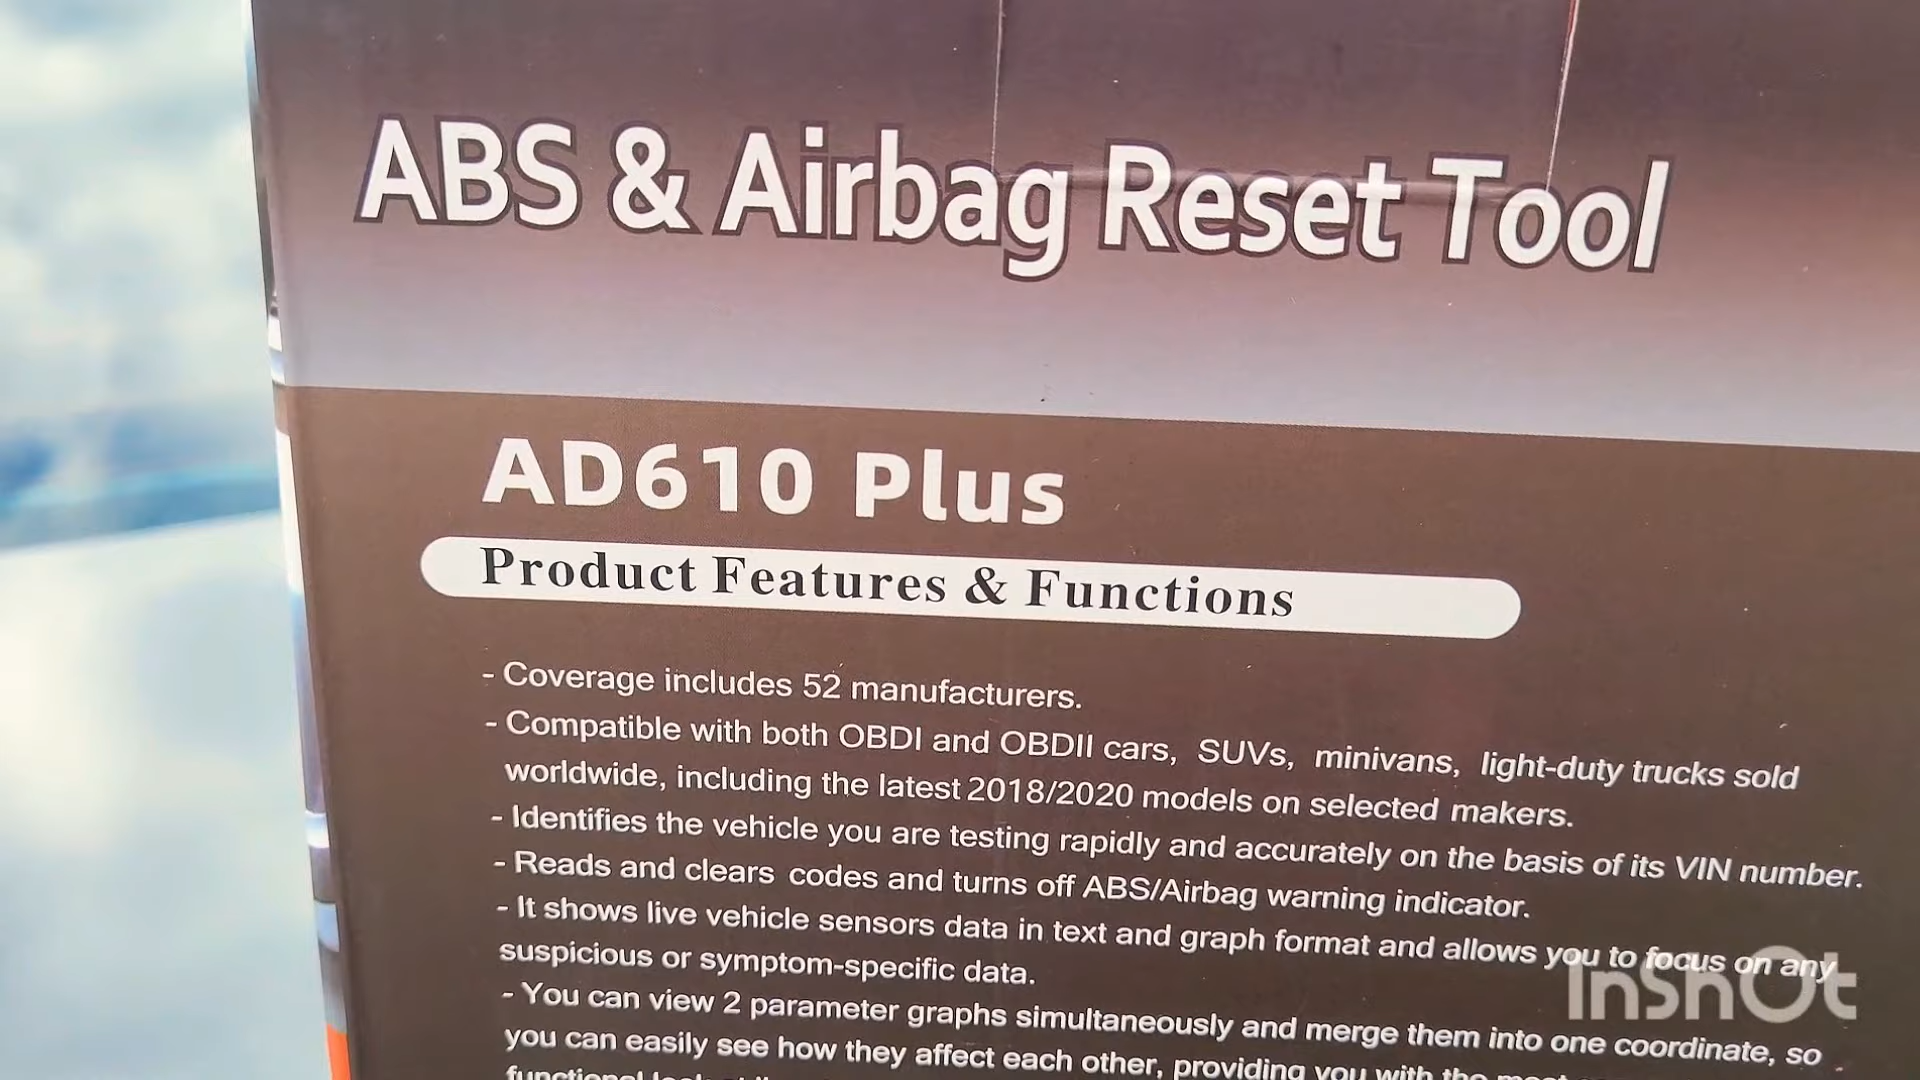 ABS & Airbag Reset Tool
AD610 Plus
Product Features & Functions
- Coverage includes 52 manufacturers.
- Compatible with both OBDI and OBDII cars, SUVs, minivans, light-duty trucks sold
worldwide, including the latest 2018/2020 models on selected makers.
- Identifies the vehicle you are testing rapidly and accurately on the basis of its VIN number.
- Reads and clears codes and turns off ABS/Airbag warning indicator.
- It shows live vehicle sensors data in text and graph format and allows you to focus on any
suspicious or symptom-specific data.
- You can view 2 parameter graphs simultaneously and merge them into one coordinate, so
you can easily see how they affect each other, providing you with the most
InShOt